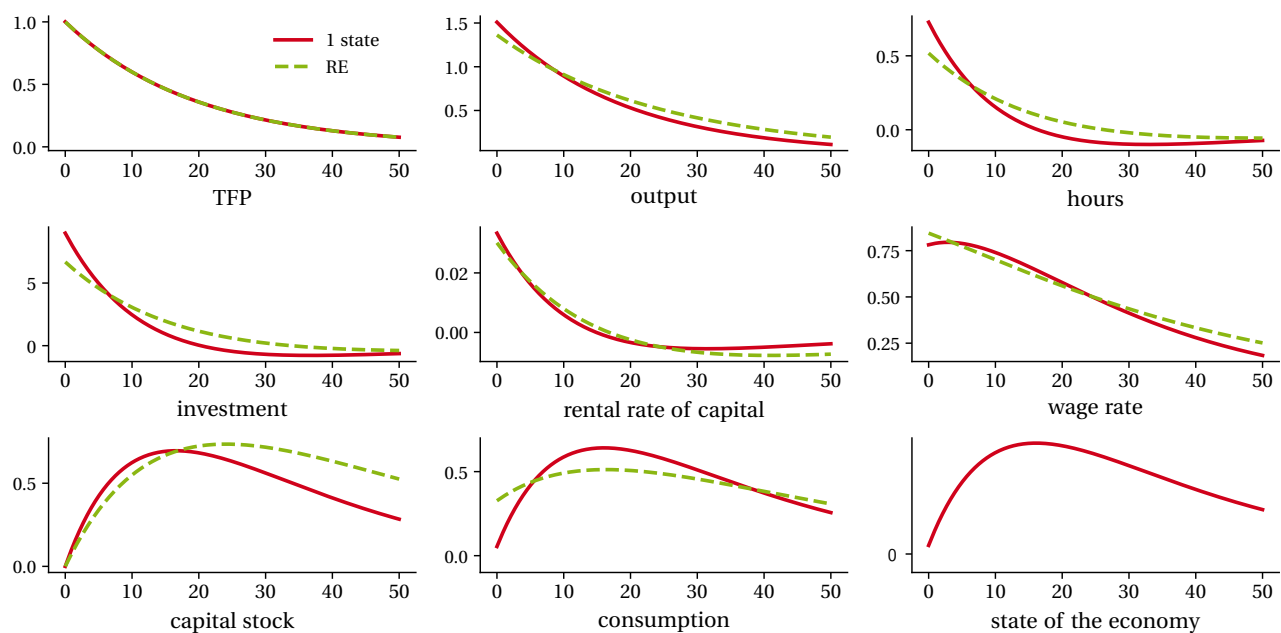 1.0
0.5
0.0
1 state
RE
0 10 20 30 40 50
TFP
1.5
1.0
0.5
0 10 20 30 40 50
output
0.5
0.0
0 10 20 30 40 50
hours
5
0
0 10 20 30 40 50
investment
0.02
0.00
0 10 20 30 40 50
rental rate of capital
0.75
0.50
0.25
0 10 20 30 40 50
wage rate
0.5
0.0
0 10 20 30 40 50
capital stock
0.5
0.0
0 10 20 30 40 50
consumption
0
0 10 20 30 40 50
state of the economy